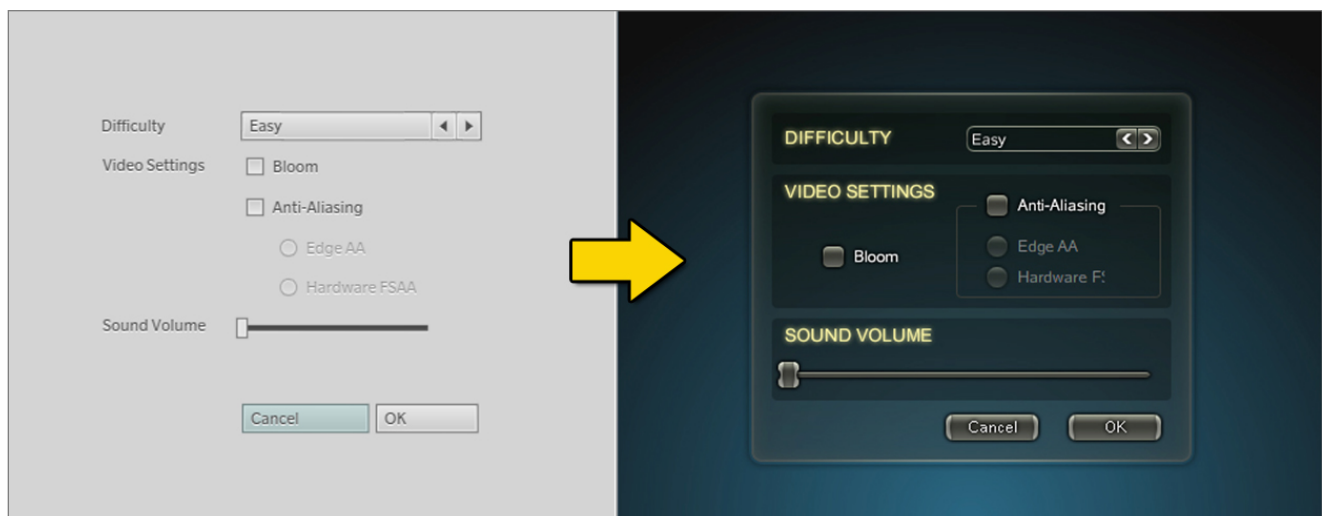 Difficulty
Easy
Video Settings
Bloom
Anti-Aliasing
Edge AA
Hardware FSAA
Sound Volume
Cancel
OK
DIFFICULTY
Easy
VIDEO SETTINGS
Anti-Aliasing
Bloom
Edge AA
Hardware F
SOUND VOLUME
Cancel
OK